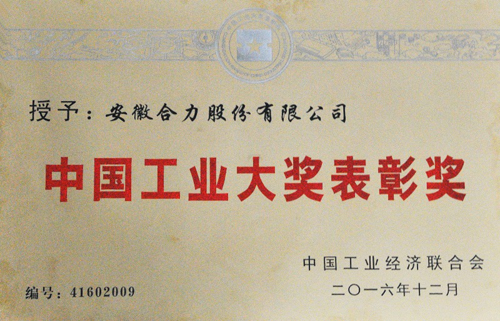 授予：安徽合力股份有限公司
中国工业大奖表彰奖
中国工业经济联合会
编号：41602009
二〇一六年十二月